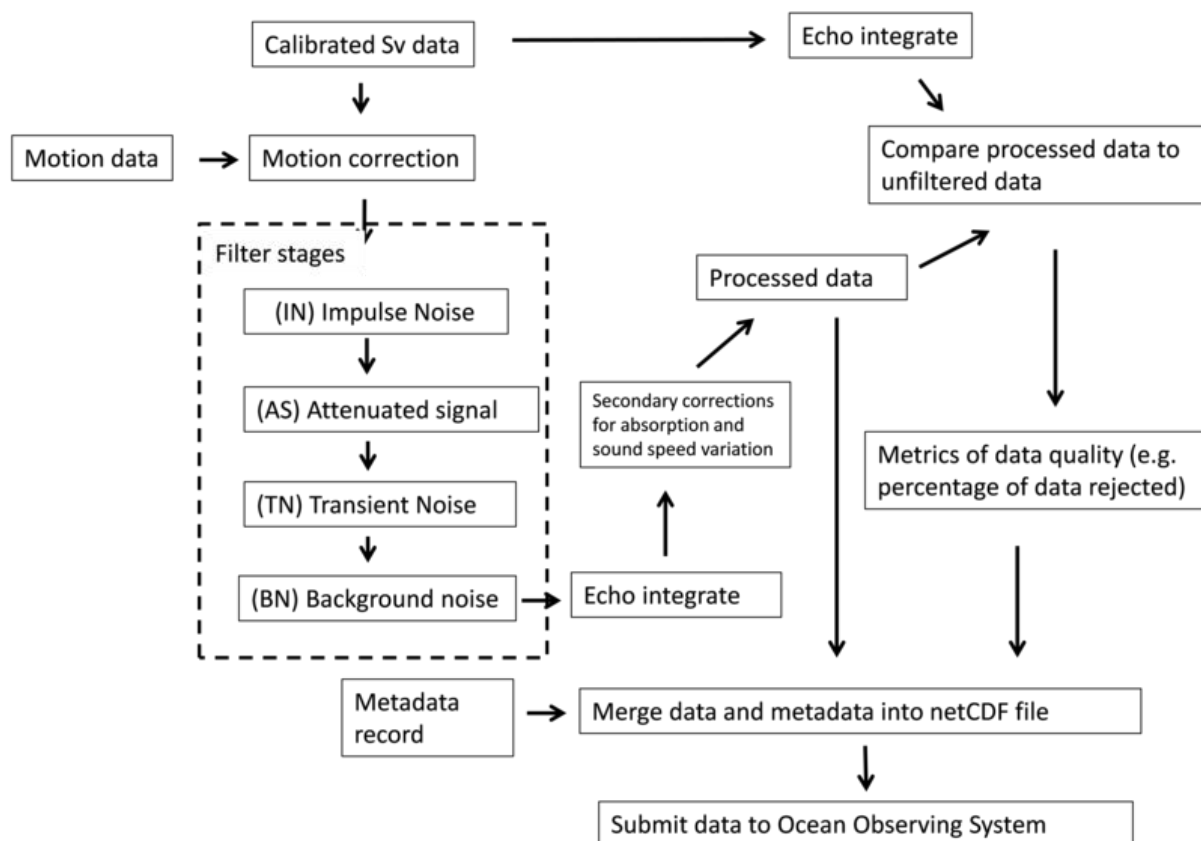 Calibrated Sv data
Echo integrate
Motion data
Motion correction
Compare processed data to
unfiltered data
Filter stages
Processed data
(IN) Impulse Noise
(AS) Attenuated signal
Secondary corrections
for absorption and
sound speed variation
Metrics of data quality (e.g.
percentage of data rejected)
(TN) Transient Noise
(BN) Background noise
Echo integrate
Metadata
record
Merge data and metadata into netCDF file
Submit data to Ocean Observing System